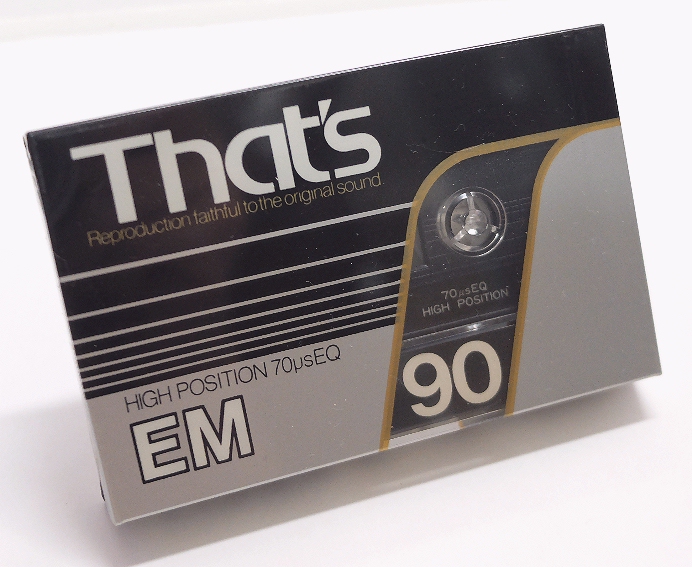 That's
Reproduction faithful to the original sound.
70μsEQ
HIGH POSITION
90
HIGH POSITION 70μsEQ
EM